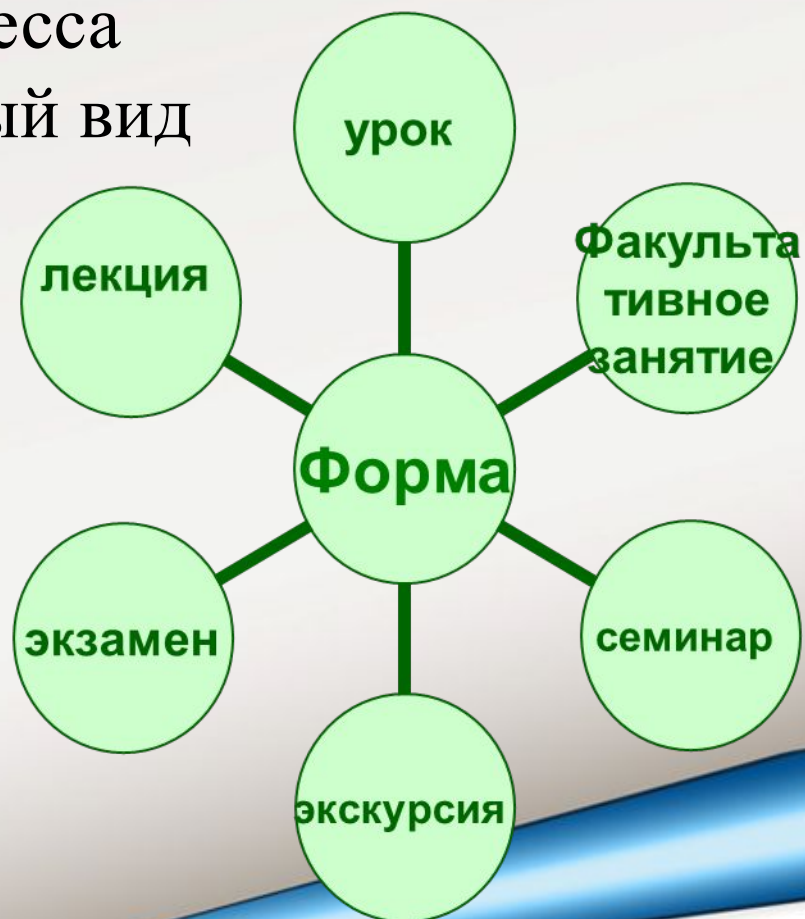 есса
ый вид
урок
лекция
Факульта
тивное
занятие
Форма
экзамен
семинар
экскурсия